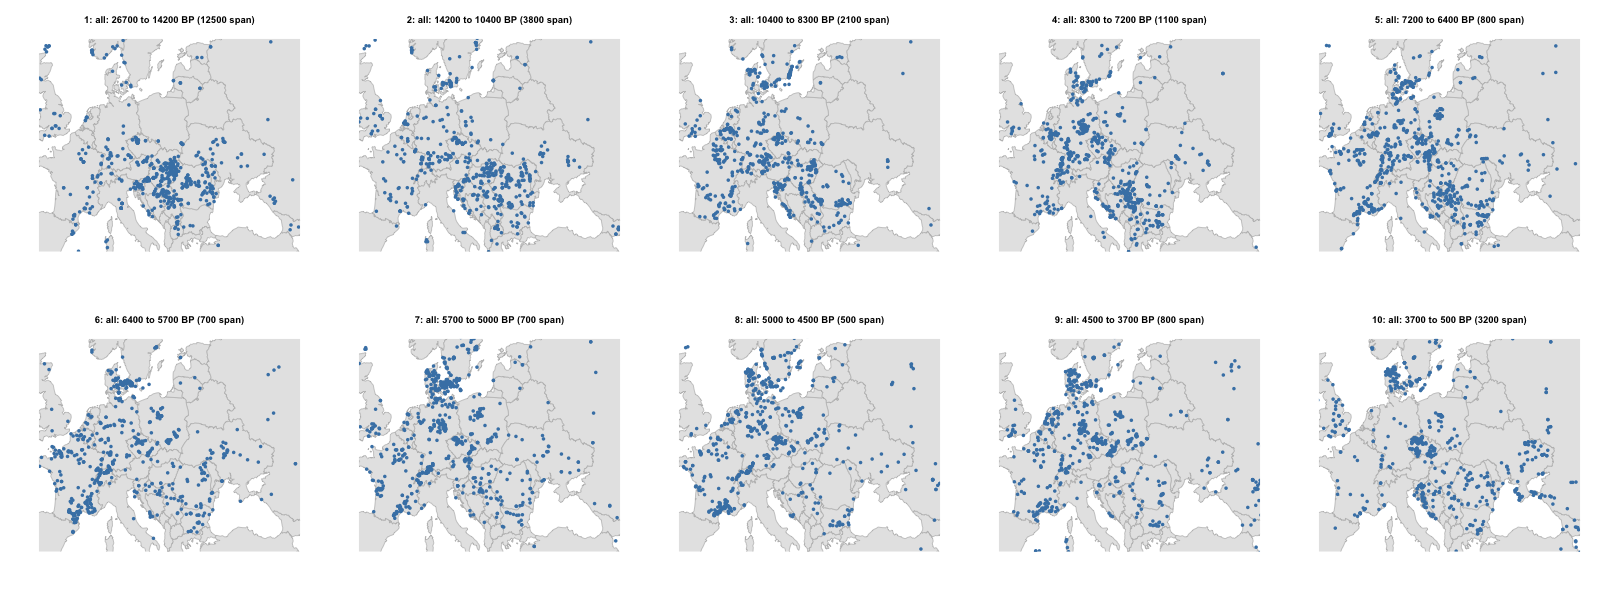 1: all: 26700 to 14200 BP (12500 span)
2: all: 14200 to 10400 BP (3800 span)
3: all: 10400 to 8300 BP (2100 span)
4: all: 8300 to 7200 BP (1100 span)
5: all: 7200 to 6400 BP (800 span)
6: all: 6400 to 5700 BP (700 span)
7: all: 5700 to 5000 BP (700 span)
8: all: 5000 to 4500 BP (500 span)
9: all: 4500 to 3700 BP (800 span)
10: all: 3700 to 500 BP (3200 span)